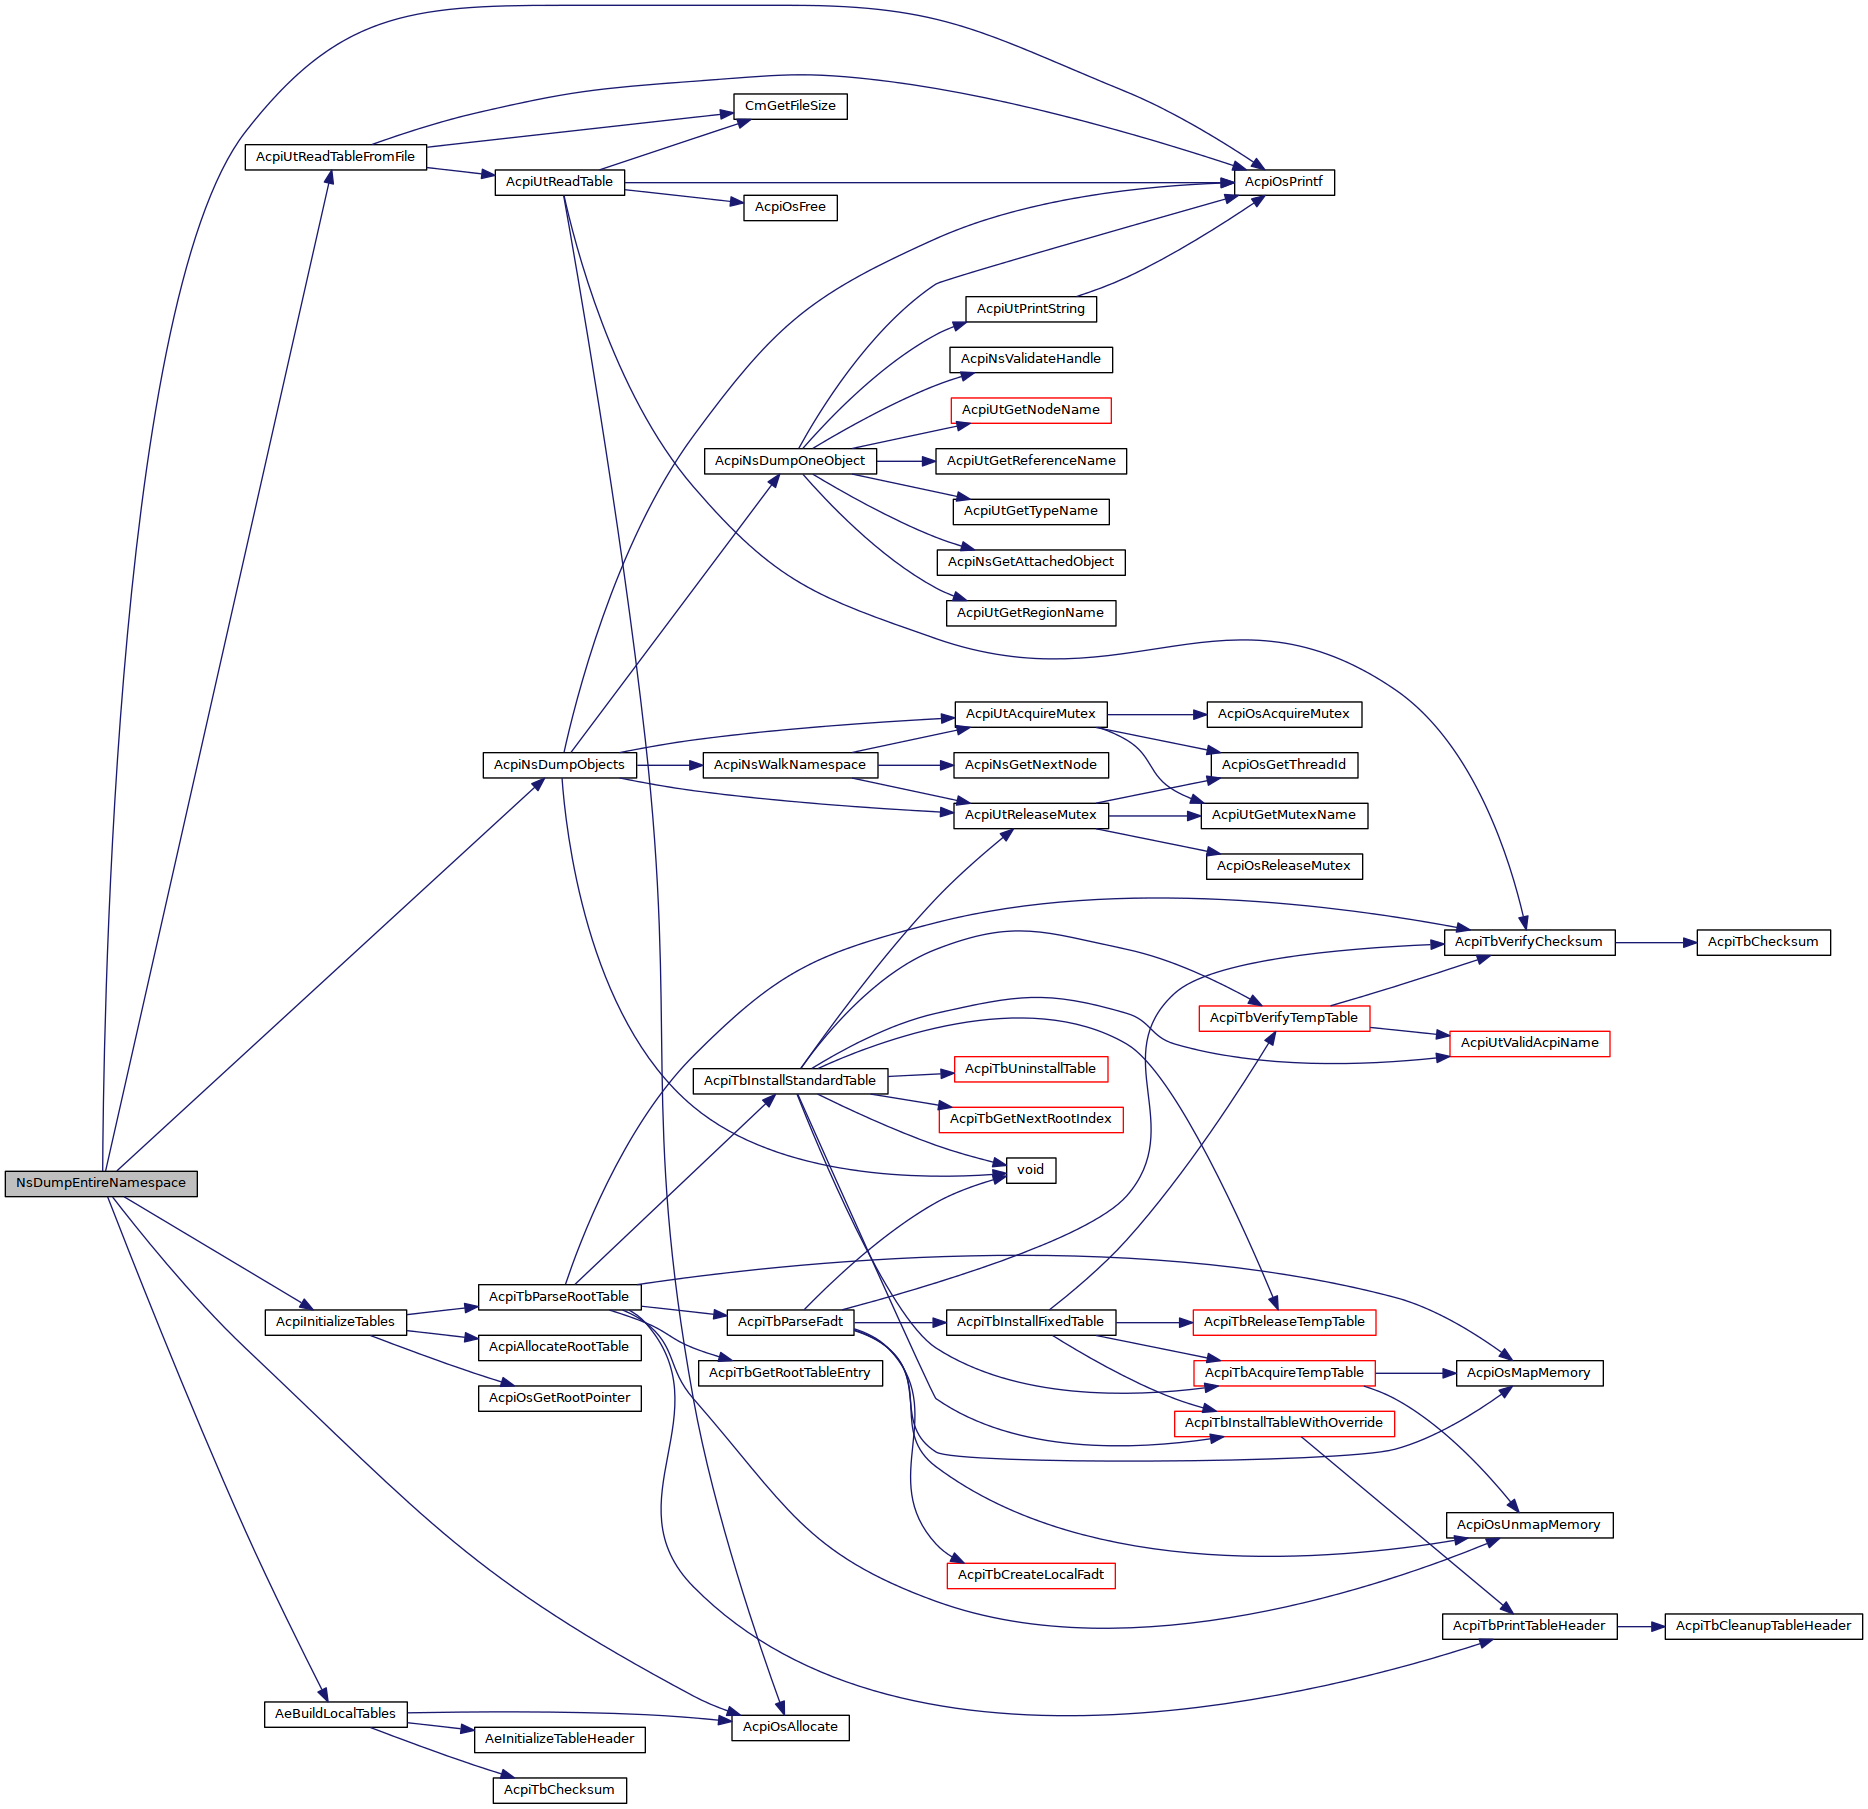 CmGetFileSize
AcpiUtReadTableFromFile
AcpiUtReadTable
AcpiOsPrintf
AcpiOsFree
AcpiUtPrintString
AcpiNsValidateHandle
AcpiUtGetNodeName
AcpiNsDumpOneObject
AcpiUtGetReferenceName
AcpiUtGetTypeName
AcpiNsGetAttachedObject
AcpiUtGetRegionName
AcpiUtAcquireMutex
AcpiOsAcquireMutex
AcpiNsDumpObjects
AcpiNsWalkNamespace
AcpiNsGetNextNode
AcpiOsGetThreadId
AcpiUtReleaseMutex
AcpiUtGetMutexName
AcpiOsReleaseMutex
AcpiTbVerifyChecksum
AcpiTbChecksum
AcpiTbVerifyTempTable
AcpiUtValidAcpiName
AcpiTbUninstallTable
AcpiTbInstallStandardTable
AcpiTbGetNextRootIndex
void
NsDumpEntireNamespace
AcpiTbParseRootTable
AcpiInitializeTables
AcpiTbParseFadt
AcpiTbInstallFixedTable
AcpiTbReleaseTempTable
AcpiAllocateRootTable
AcpiTbGetRootTableEntry
AcpiTbAcquireTempTable
AcpiOsMapMemory
AcpiOsGetRootPointer
AcpiTbInstallTableWithOverride
AcpiOsUnmapMemory
AcpiTbCreateLocalFadt
AcpiTbPrintTableHeader
AcpiTbCleanupTableHeader
AeBuildLocalTables
AcpiOsAllocate
AeInitializeTableHeader
AcpiTbChecksum